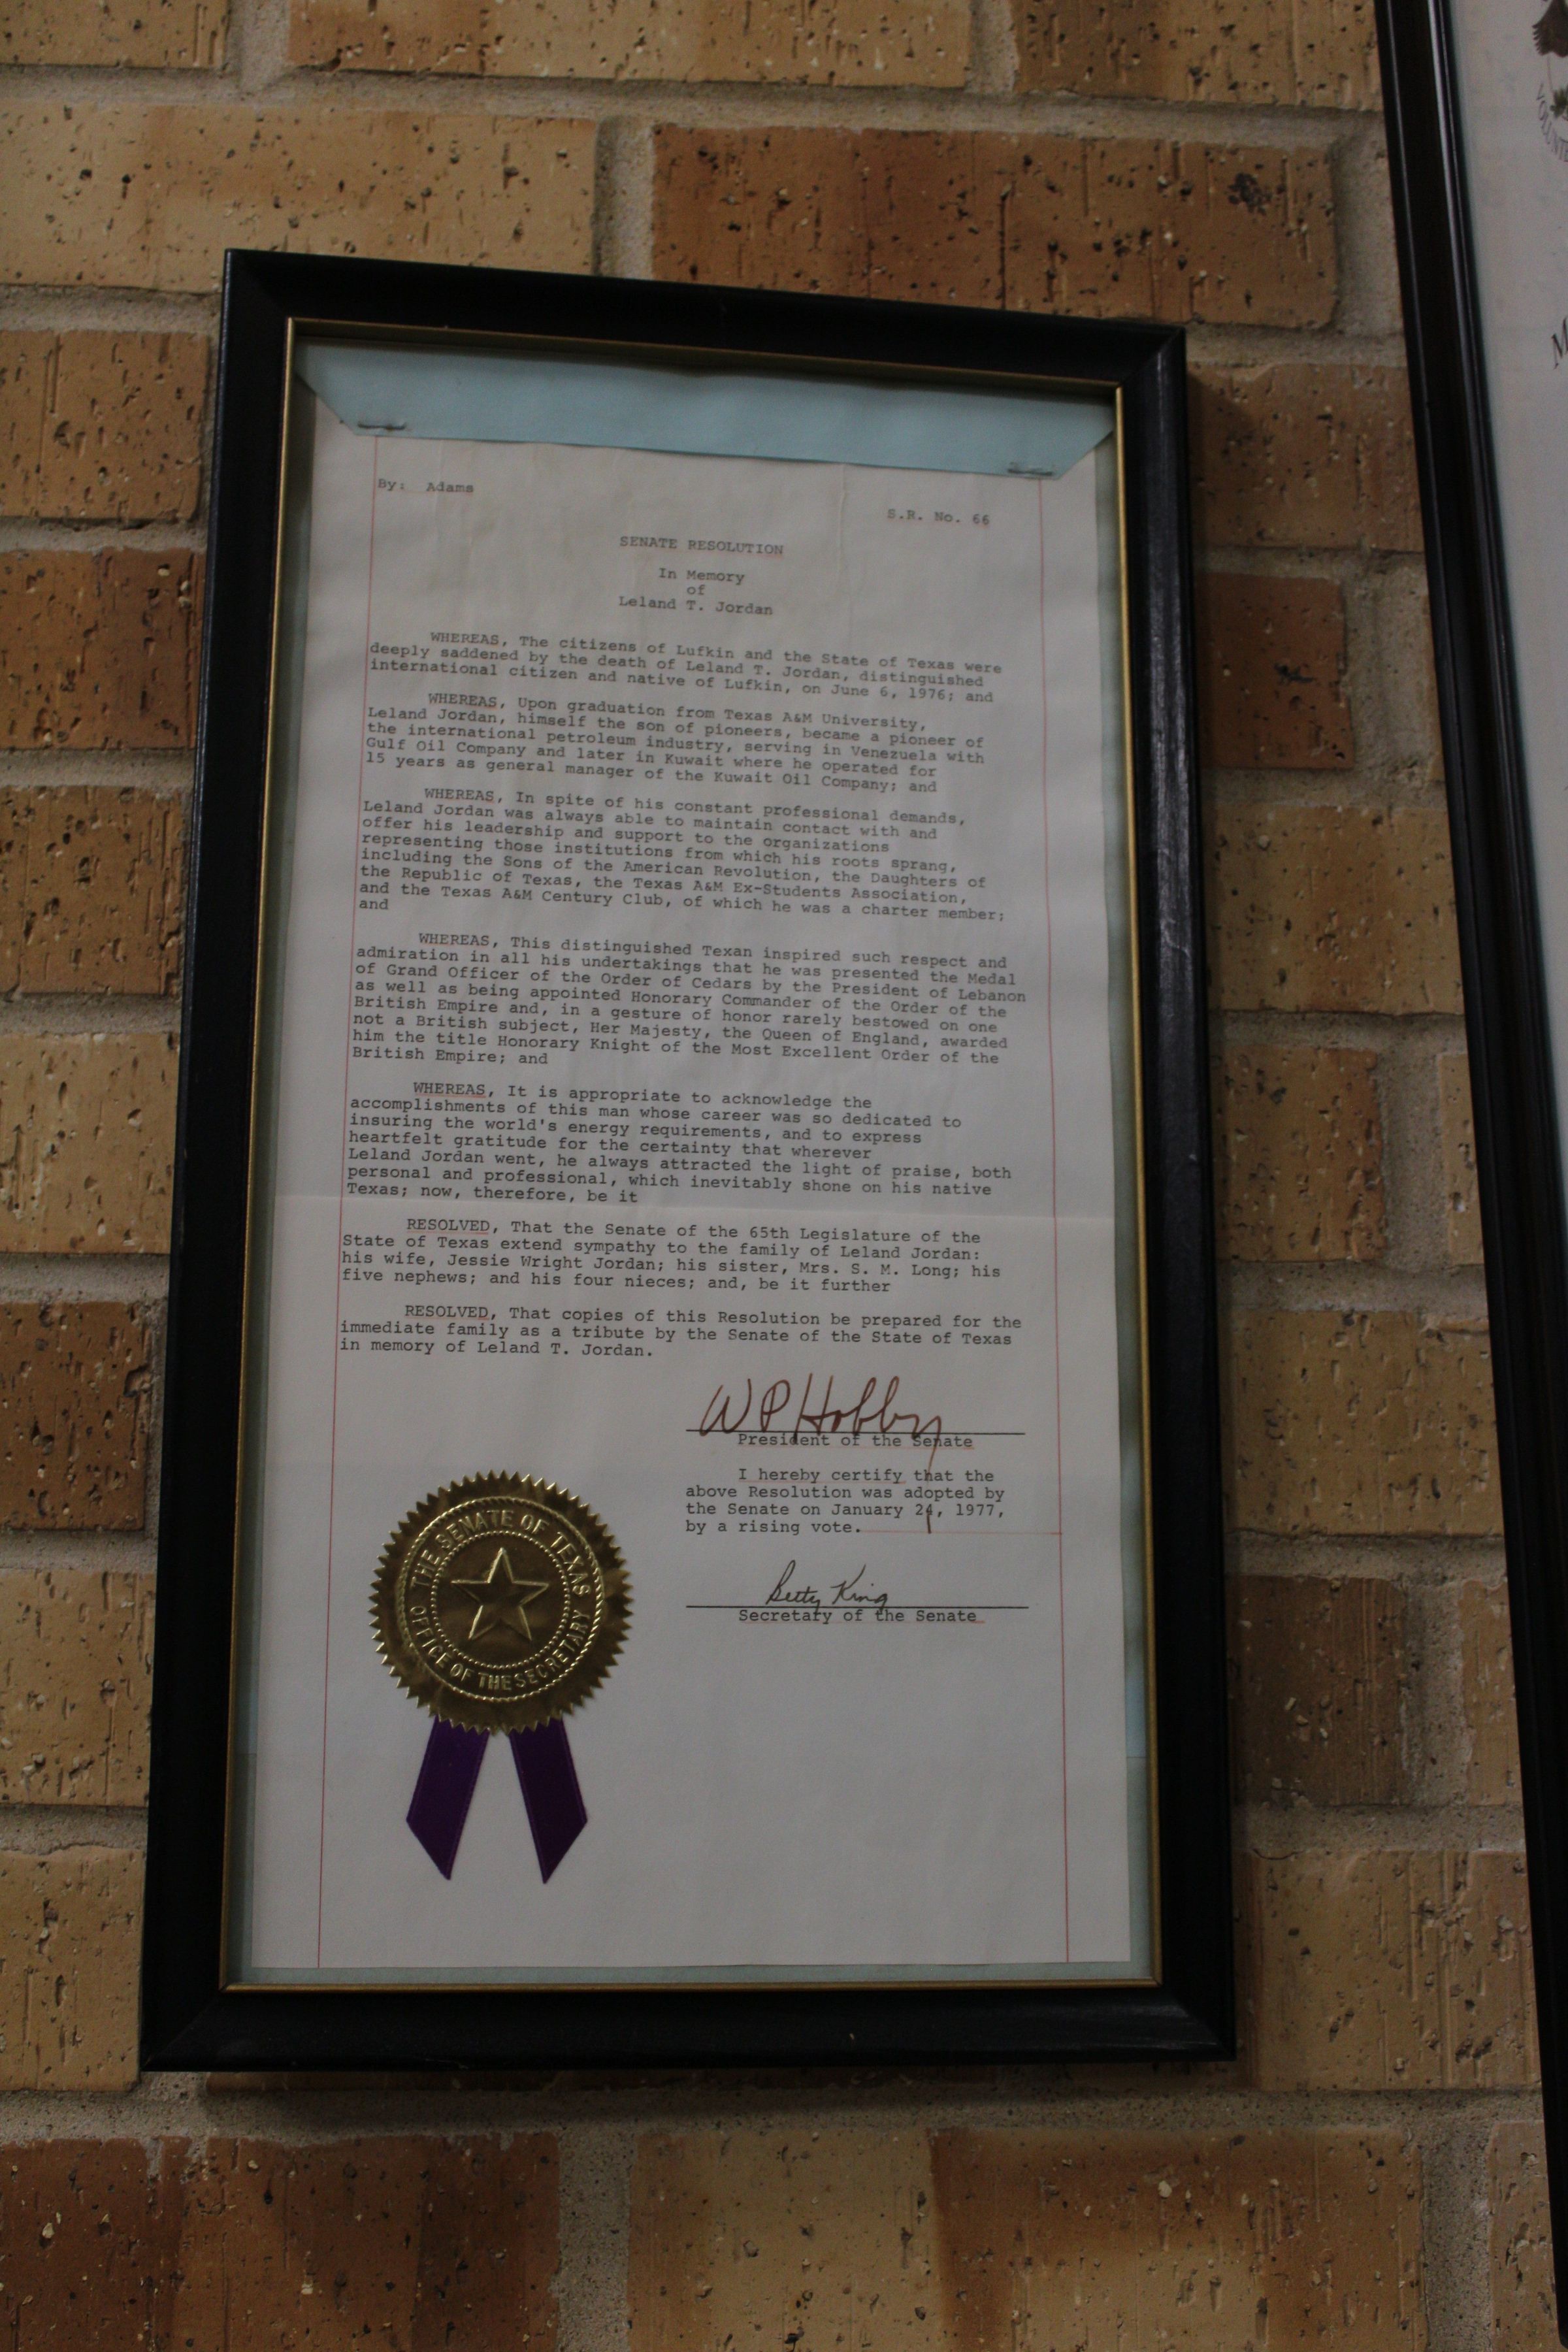 By: Adams
S.R. No. 66
SENATE RESOLUTION
In Memory
of
Leland T. Jordan
WHEREAS, The citizens of Lufkin and the State of Texas were
deeply saddened by the death of Leland T. Jordan, distinguished
international citizen and native of Lufkin, on June 6, 1976; and
WHEREAS, Upon graduation from Texas A&M University,
Leland Jordan, himself the son of pioneers, became a pioneer of
the international petroleum industry, serving in Venezuela with
Gulf Oil Company and later in Kuwait where he operated for
15 years as general manager of the Kuwait Oil Company; and
WHEREAS, In spite of his constant professional demands,
Leland Jordan was always able to maintain contact with and
offer his leadership and support to the organizations
representing those institutions from which his roots sprang,
including the Sons of the American Revolution, the Daughters of
the Republic of Texas, the Texas A&M Ex-Students Association,
and the Texas A&M Century Club, of which he was a charter member;
and
WHEREAS, This distinguished Texan inspired such respect and
admiration in all his undertakings that he was presented the Medal
of Grand Officer of the Order of Cedars by the President of Lebanon
as well as being appointed Honorary Commander of the Order of the
British Empire and, in a gesture of honor rarely bestowed on one
not a British subject, Her Majesty, the Queen of England, awarded
him the title Honorary Knight of the Most Excellent Order of the
British Empire; and
WHEREAS, It is appropriate to acknowledge the
accomplishments of this man whose career was so dedicated to
insuring the world's energy requirements, and to express
heartfelt gratitude for the certainty that wherever
Leland Jordan went, he always attracted the light of praise, both
personal and professional, which inevitably shone on his native
Texas; now, therefore, be it
RESOLVED, That the Senate of the 65th Legislature of the
State of Texas extend sympathy to the family of Leland Jordan:
his wife, Jessie Wright Jordan; his sister, Mrs. S. M. Long; his
five nephews; and his four nieces; and, be it further
RESOLVED, That copies of this Resolution be prepared for the
immediate family as a tribute by the Senate of the State of Texas
in memory of Leland T. Jordan.
W P Hobby
President of the Senate
I hereby certify that the
above Resolution was adopted by
the Senate on January , 1977,
by a rising vote.
Betty King
Secretary of the Senate
THE SENATE OF TEXAS
OFFICE OF THE SECRETARY